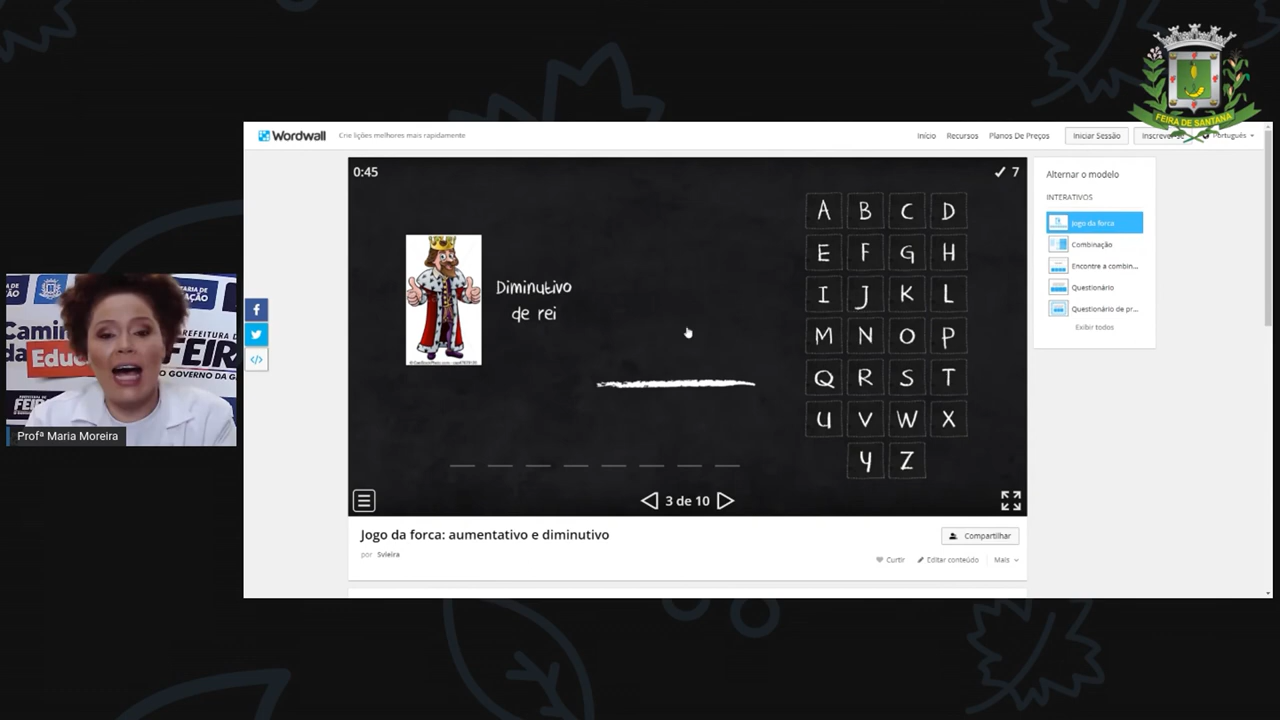 FEIRA DE SANTANA
Wordwall
Crie lições melhores mais rapidamente
Início
Recursos
Planos De Preços
Iniciar Sessão
Português
0:45
7
Diminutivo
de rei
A B C D
E F G H
I J K L
M N O P
Q R S T
U V W X
Y Z
3 de 10
Alternar o modelo
INTERATIVOS
Jogo da forca
Combinação
Encontre a combin...
Questionário
Questionário de pr...
Exibir todos
Jogo da forca: aumentativo e diminutivo
por Svieira
Compartilhar
Curtir
Editar conteúdo
Mais
Profª Maria Moreira